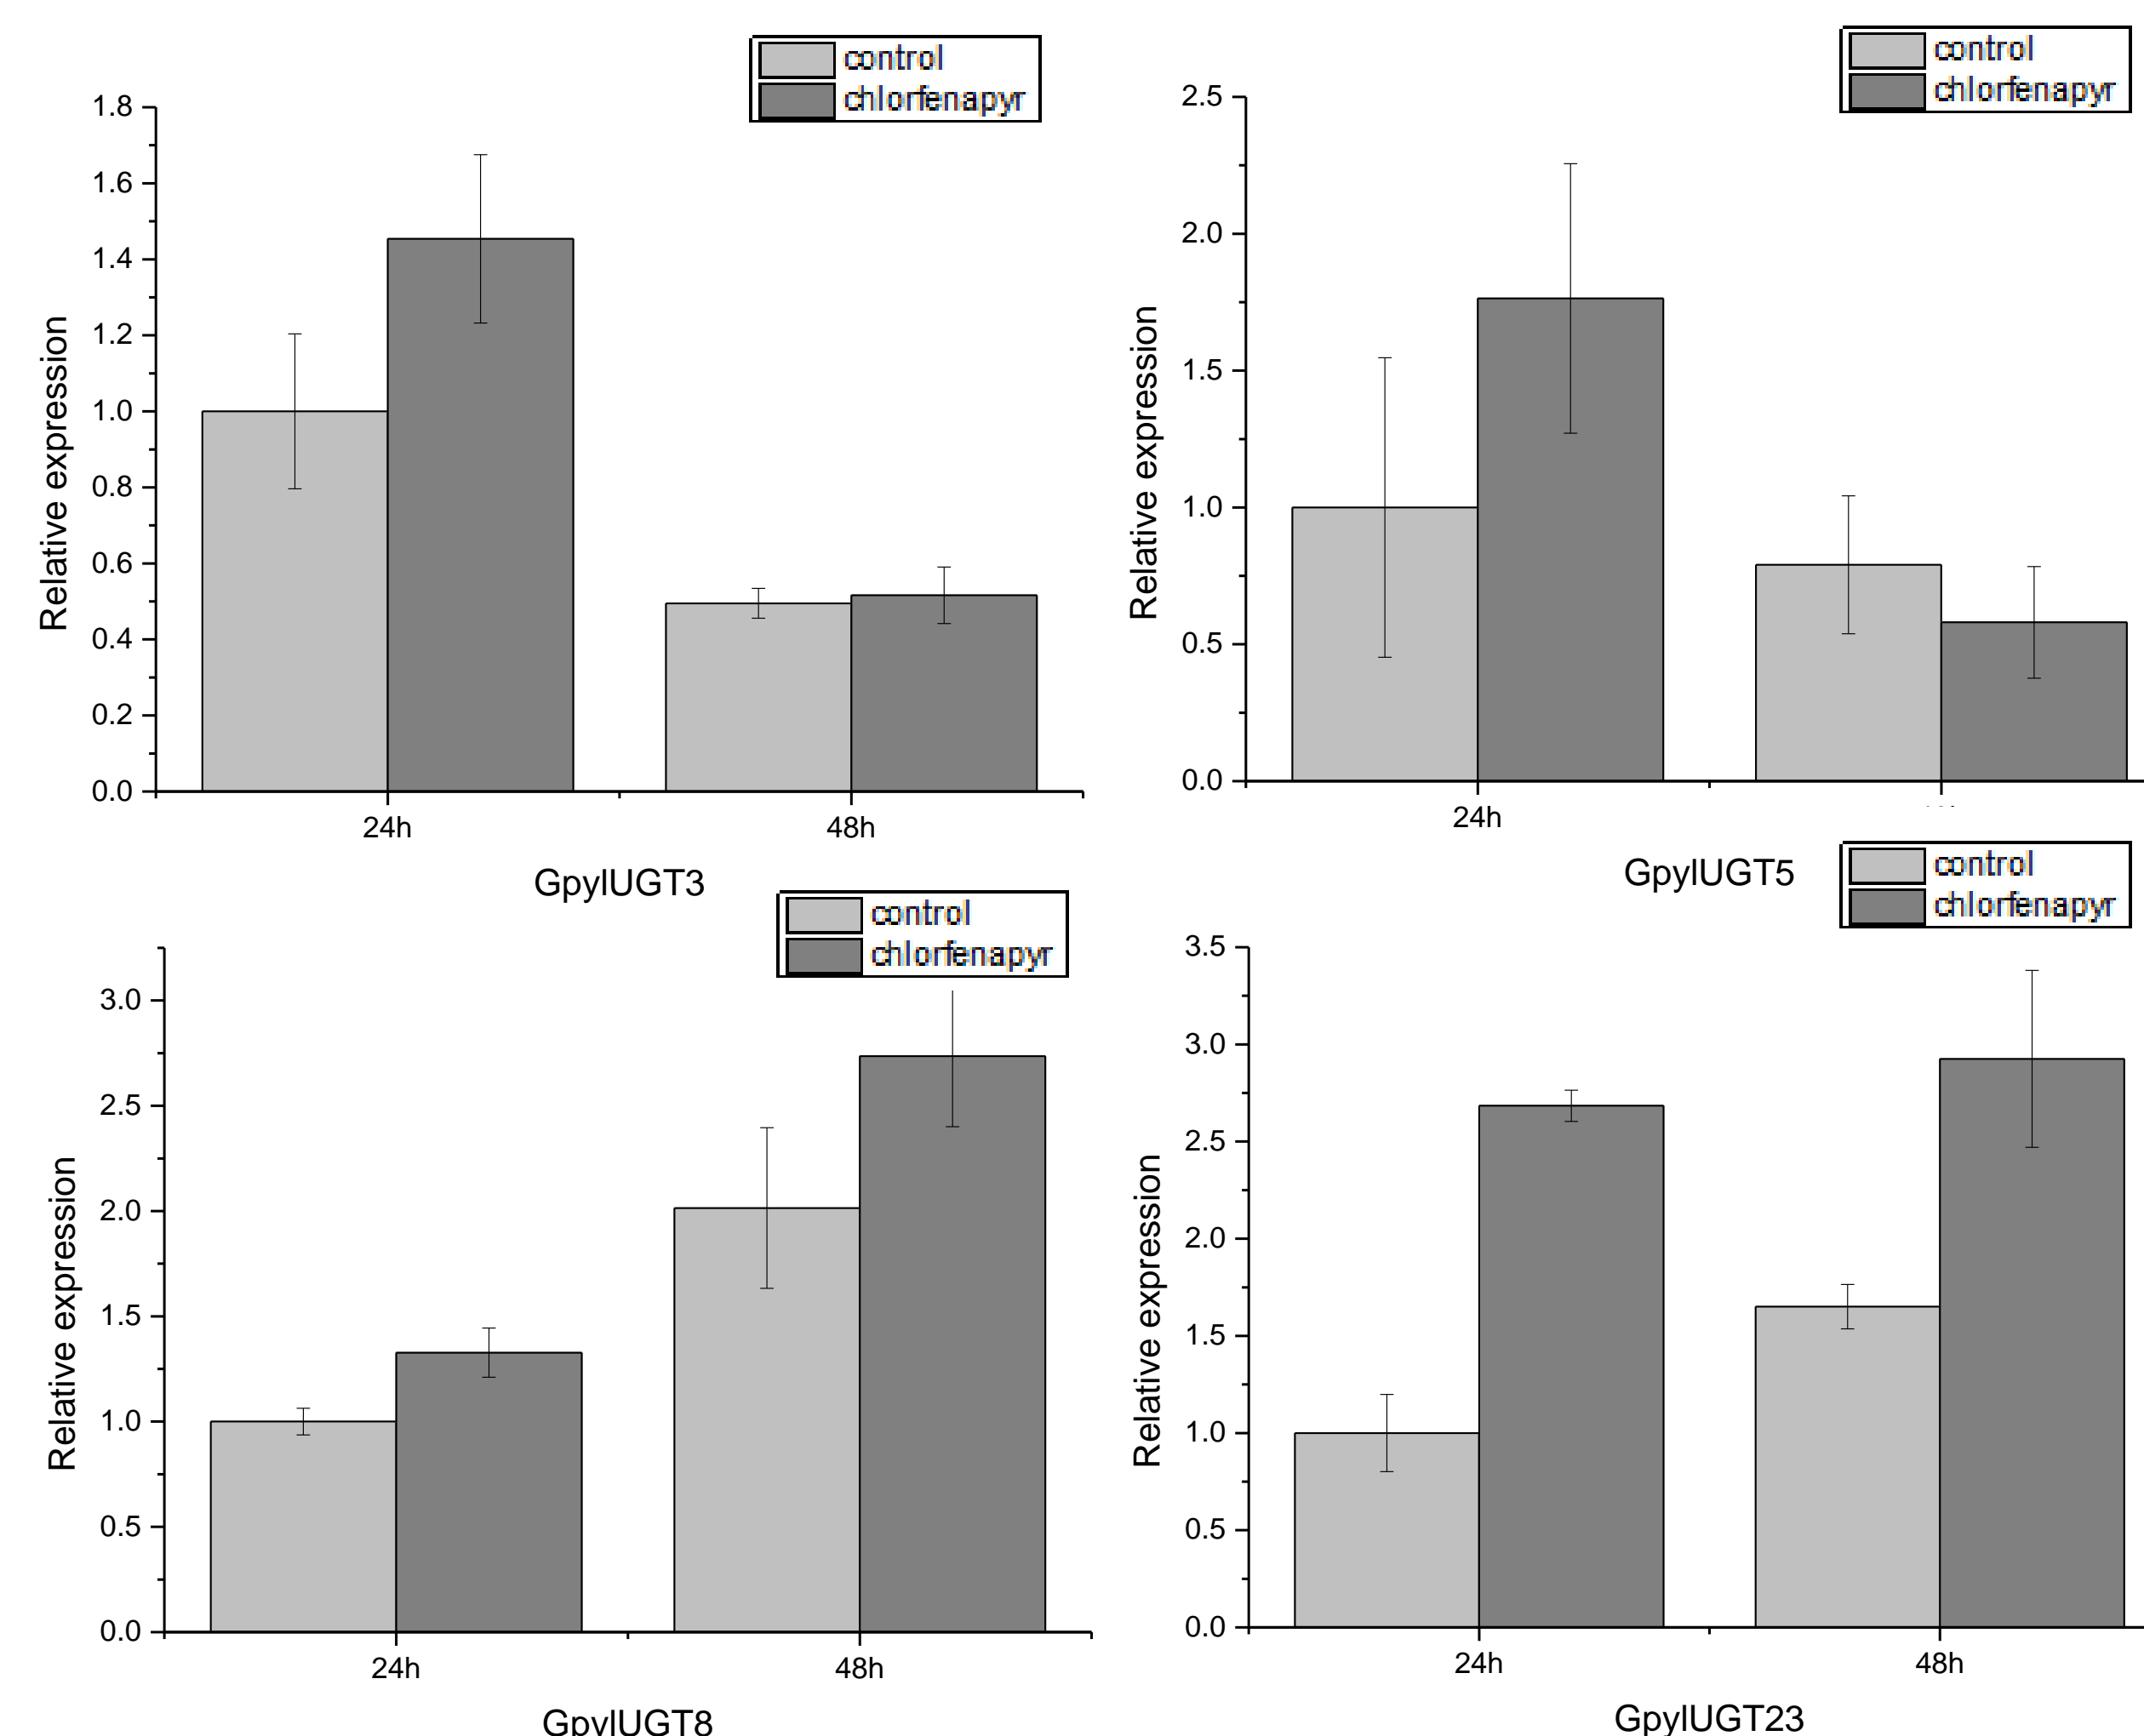 control
chlorfenapyr
1.8
1.6
1.4
1.2
1.0
0.8
0.6
0.4
0.2
0.0
Relative expression
24h
48h
GpylUGT3
control
chlorfenapyr
2.5
2.0
1.5
1.0
0.5
0.0
Relative expression
24h
GpylUGT5
control
chlorfenapyr
3.0
2.5
2.0
1.5
1.0
0.5
0.0
Relative expression
24h
48h
GpylUGT8
control
chlorfenapyr
3.5
3.0
2.5
2.0
1.5
1.0
0.5
0.0
Relative expression
24h
48h
GpylUGT23